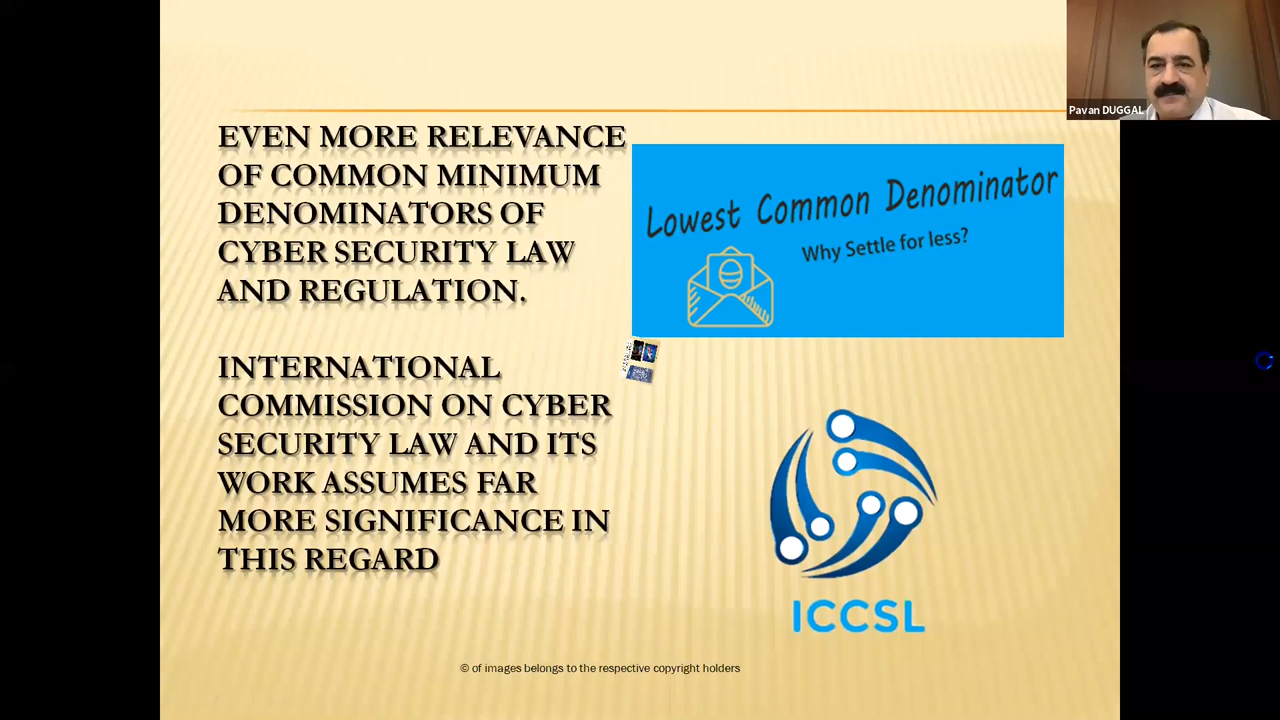 Pavan DUGGAL
EVEN MORE RELEVANCE
OF COMMON MINIMUM
DENOMINATORS OF
CYBER SECURITY LAW
AND REGULATION.
INTERNATIONAL
COMMISSION ON CYBER
SECURITY LAW AND ITS
WORK ASSUMES FAR
MORE SIGNIFICANCE IN
THIS REGARD
Lowest Common Denominator
Why Settle for less?
ICCSL
© of images belongs to the respective copyright holders